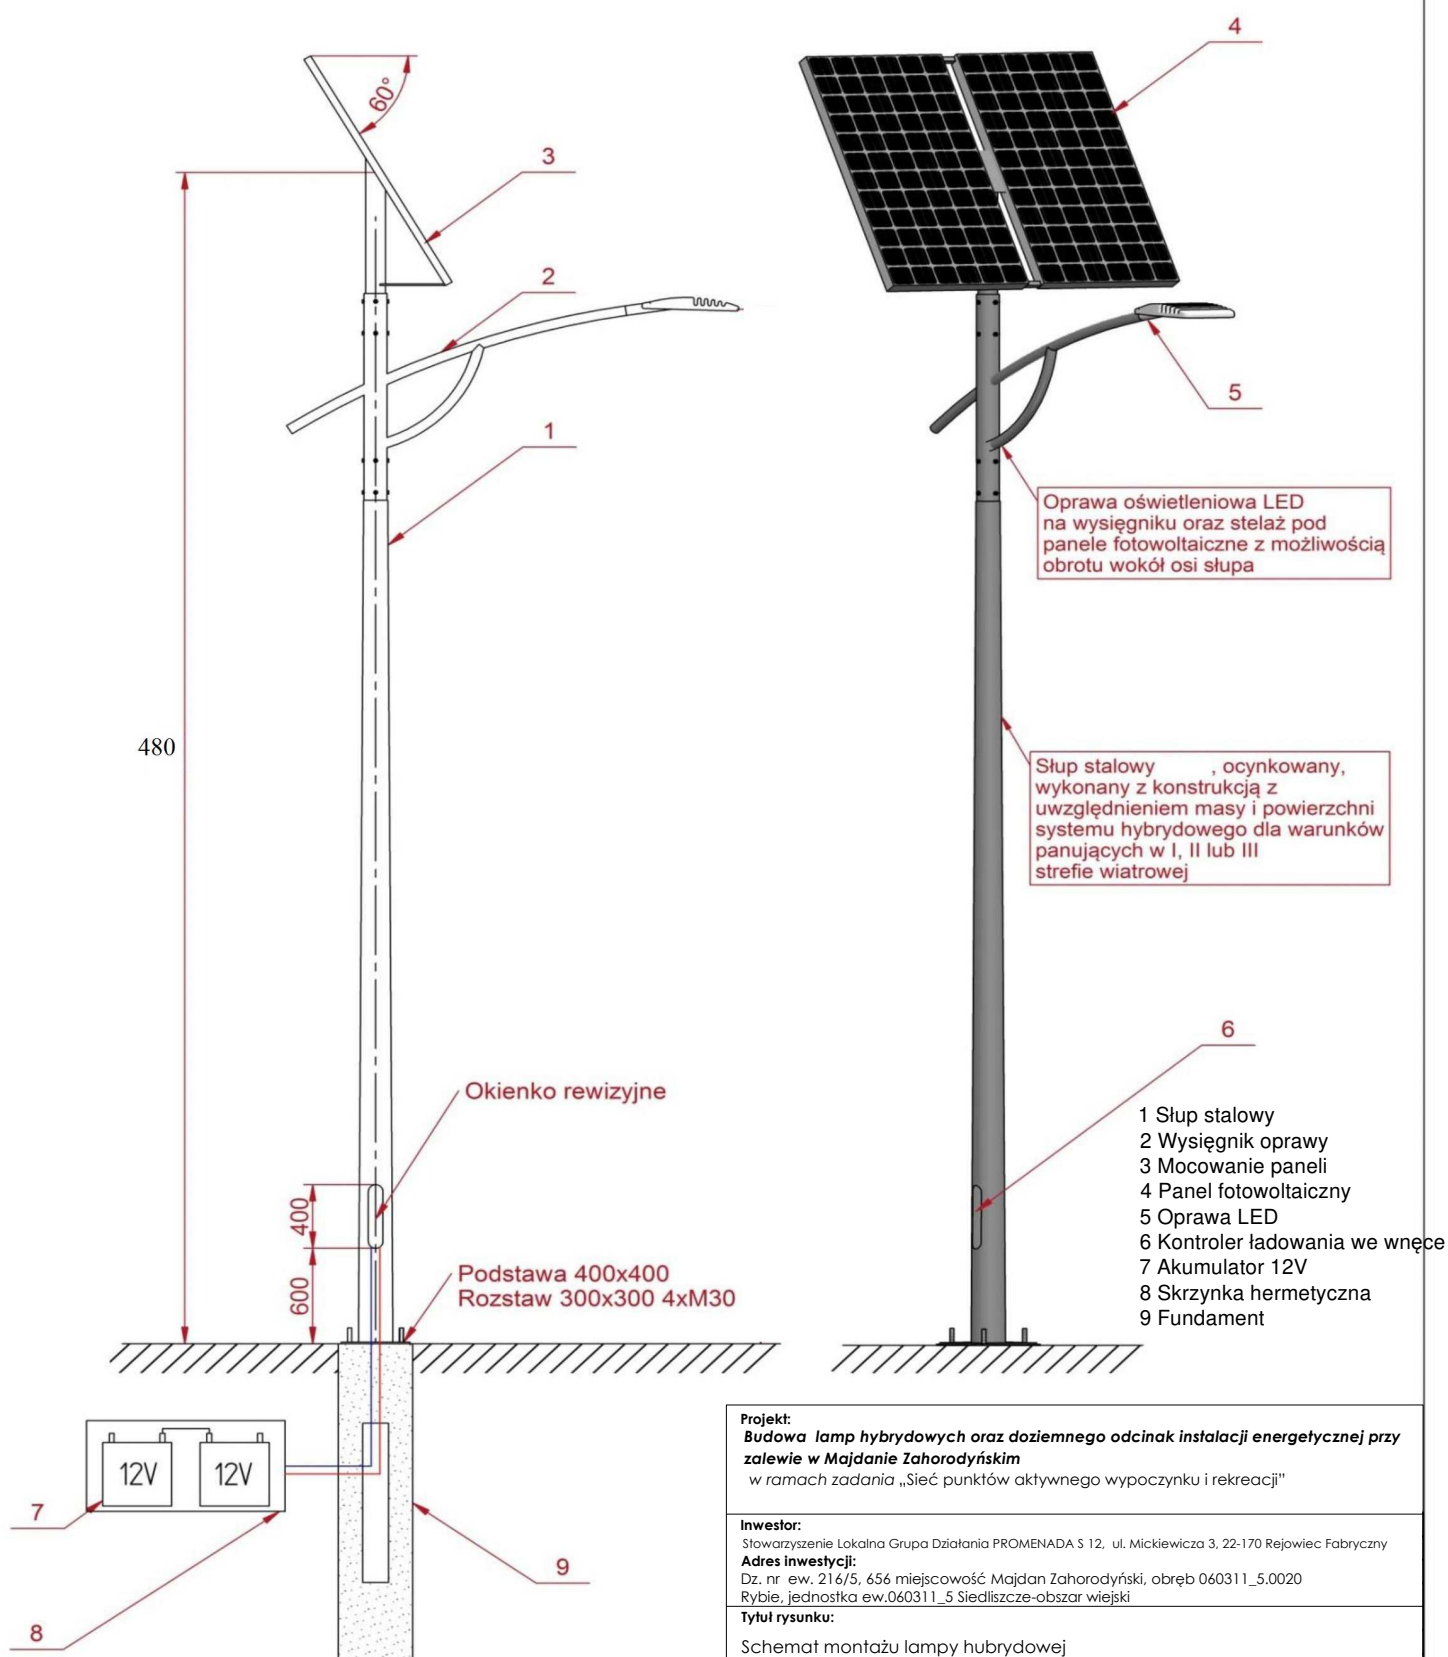 4
60°
3
2
5
1
Oprawa oświetleniowa LED
na wysięgniku oraz stelaż pod
panele fotowoltaiczne z możliwością
obrotu wokół osi słupa
480
Słup stalowy , ocynkowany,
wykonany z konstrukcją z
uwzględnieniem masy i powierzchni
systemu hybrydowego dla warunków
panujących w I, II lub III
strefie wiatrowej
6
Okienko rewizyjne
400
600
Podstawa 400x400
Rozstaw 300x300 4xM30
1 Słup stalowy
2 Wysięgnik oprawy
3 Mocowanie paneli
4 Panel fotowoltaiczny
5 Oprawa LED
6 Kontroler ładowania we wnęce
7 Akumulator 12V
8 Skrzynka hermetyczna
9 Fundament
12V
12V
7
8
9
Projekt:
Budowa lamp hybrydowych oraz doziemnego odcinak instalacji energetycznej przy
zalewie w Majdanie Zahorodyńskim
w ramach zadania „Sieć punktów aktywnego wypoczynku i rekreacji”
Inwestor:
Stowarzyszenie Lokalna Grupa Działania PROMENADA S 12, ul. Mickiewicza 3, 22-170 Rejowiec Fabryczny
Adres inwestycji:
Dz. nr ew. 216/5, 656 miejscowość Majdan Zahorodyński, obręb 060311_5.0020
Rybie, jednostka ew.060311_5 Siedliszcze-obszar wiejski
Tytuł rysunku:
Schemat montażu lampy hubrydowej